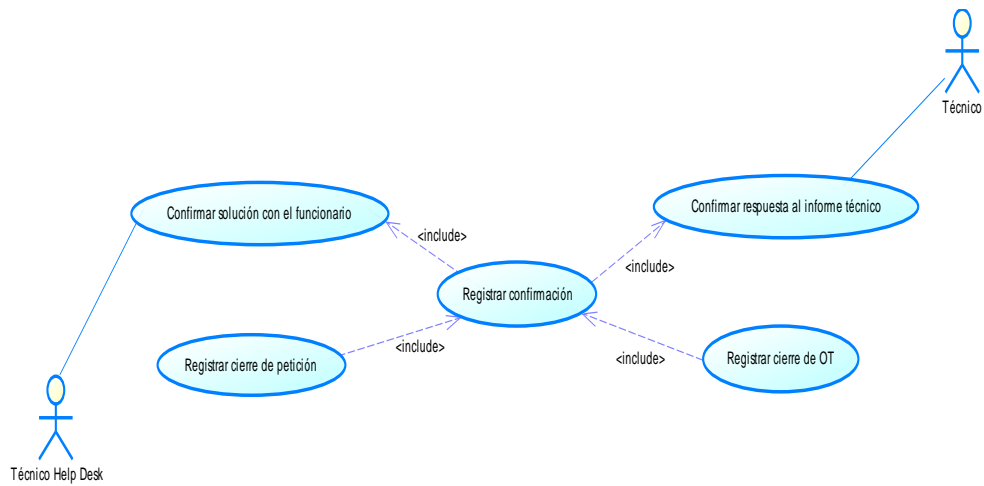 Técnico
Confirmar solución con el funcionario
Confirmar respuesta al informe técnico
<include>
<include>
Registrar confirmación
<include>
<include>
Registrar cierre de petición
Registrar cierre de OT
Técnico Help Desk